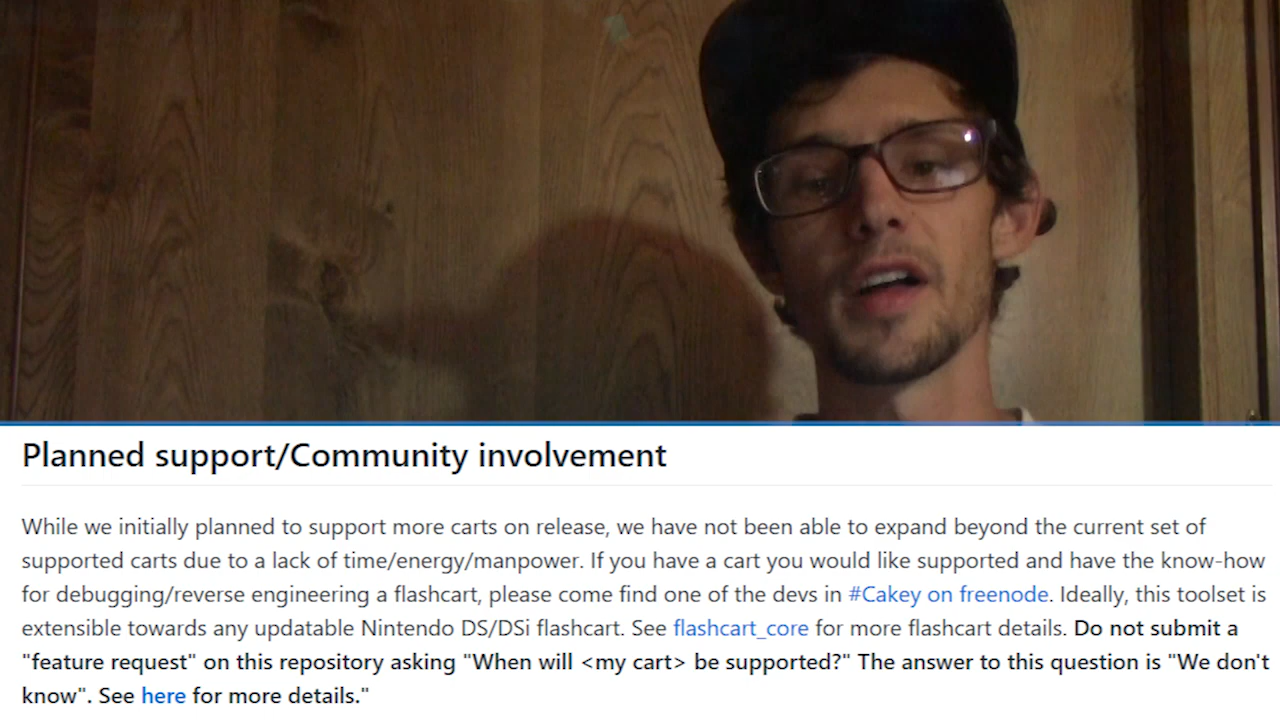 Planned support/Community involvement
While we initially planned to support more carts on release, we have not been able to expand beyond the current set of
supported carts due to a lack of time/energy/manpower. If you have a cart you would like supported and have the know-how
for debugging/reverse engineering a flashcart, please come find one of the devs in #Cakey on freenode. Ideally, this toolset is
extensible towards any updatable Nintendo DS/DSi flashcart. See flashcart_core for more flashcart details. Do not submit a
"feature request" on this repository asking "When will <my cart> be supported?" The answer to this question is "We don't
know". See here for more details."